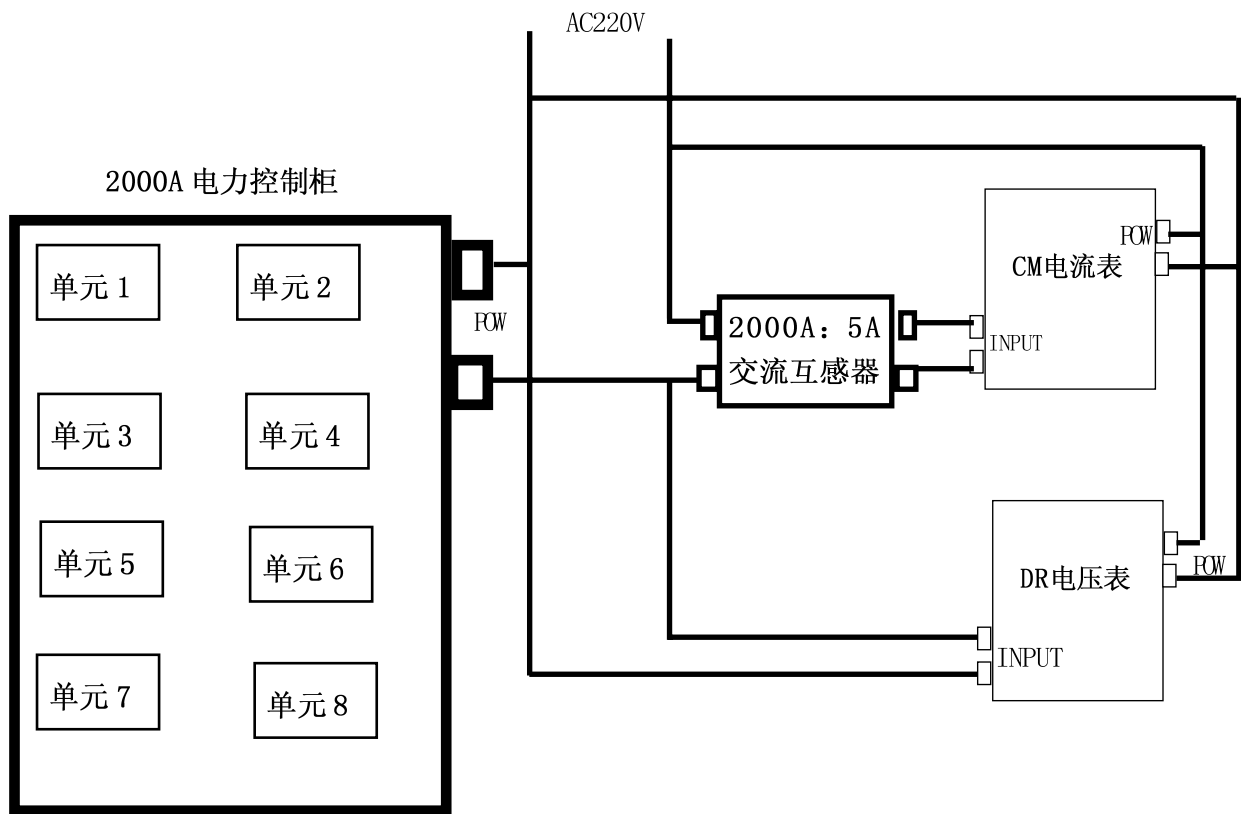 AC220V
2000A 电力控制柜
单元 1
单元 2
POW
POW
CM电流表
2000A：5A
交流互感器
INPUT
单元 3
单元 4
单元 5
单元 6
POW
DR电压表
INPUT
单元 7
单元 8